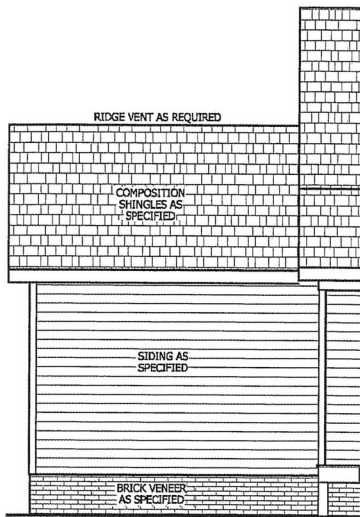 RIDGE VENT AS REQUIRED
COMPOSITION
SHINGLES AS
SPECIFIED
SIDING AS
SPECIFIED
BRICK VENEER
AS SPECIFIED